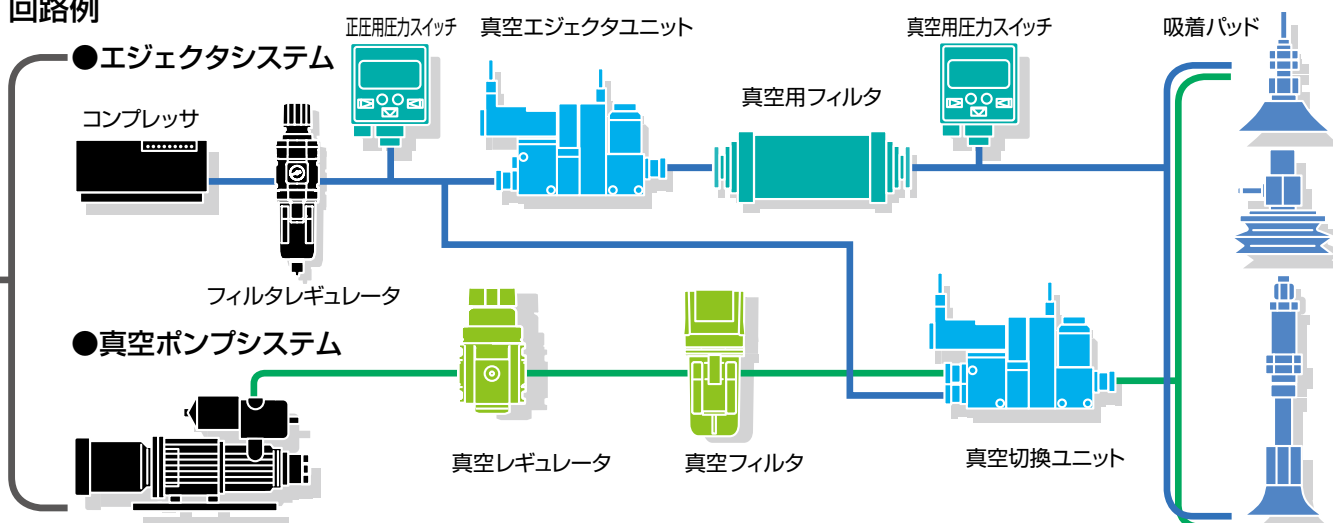 回路例
●エジェクタシステム
正圧用圧力スイッチ
真空エジェクタユニット
真空用圧力スイッチ
吸着パッド
コンプレッサ
真空用フィルタ
フィルタレギュレータ
●真空ポンプシステム
真空レギュレータ
真空フィルタ
真空切換ユニット